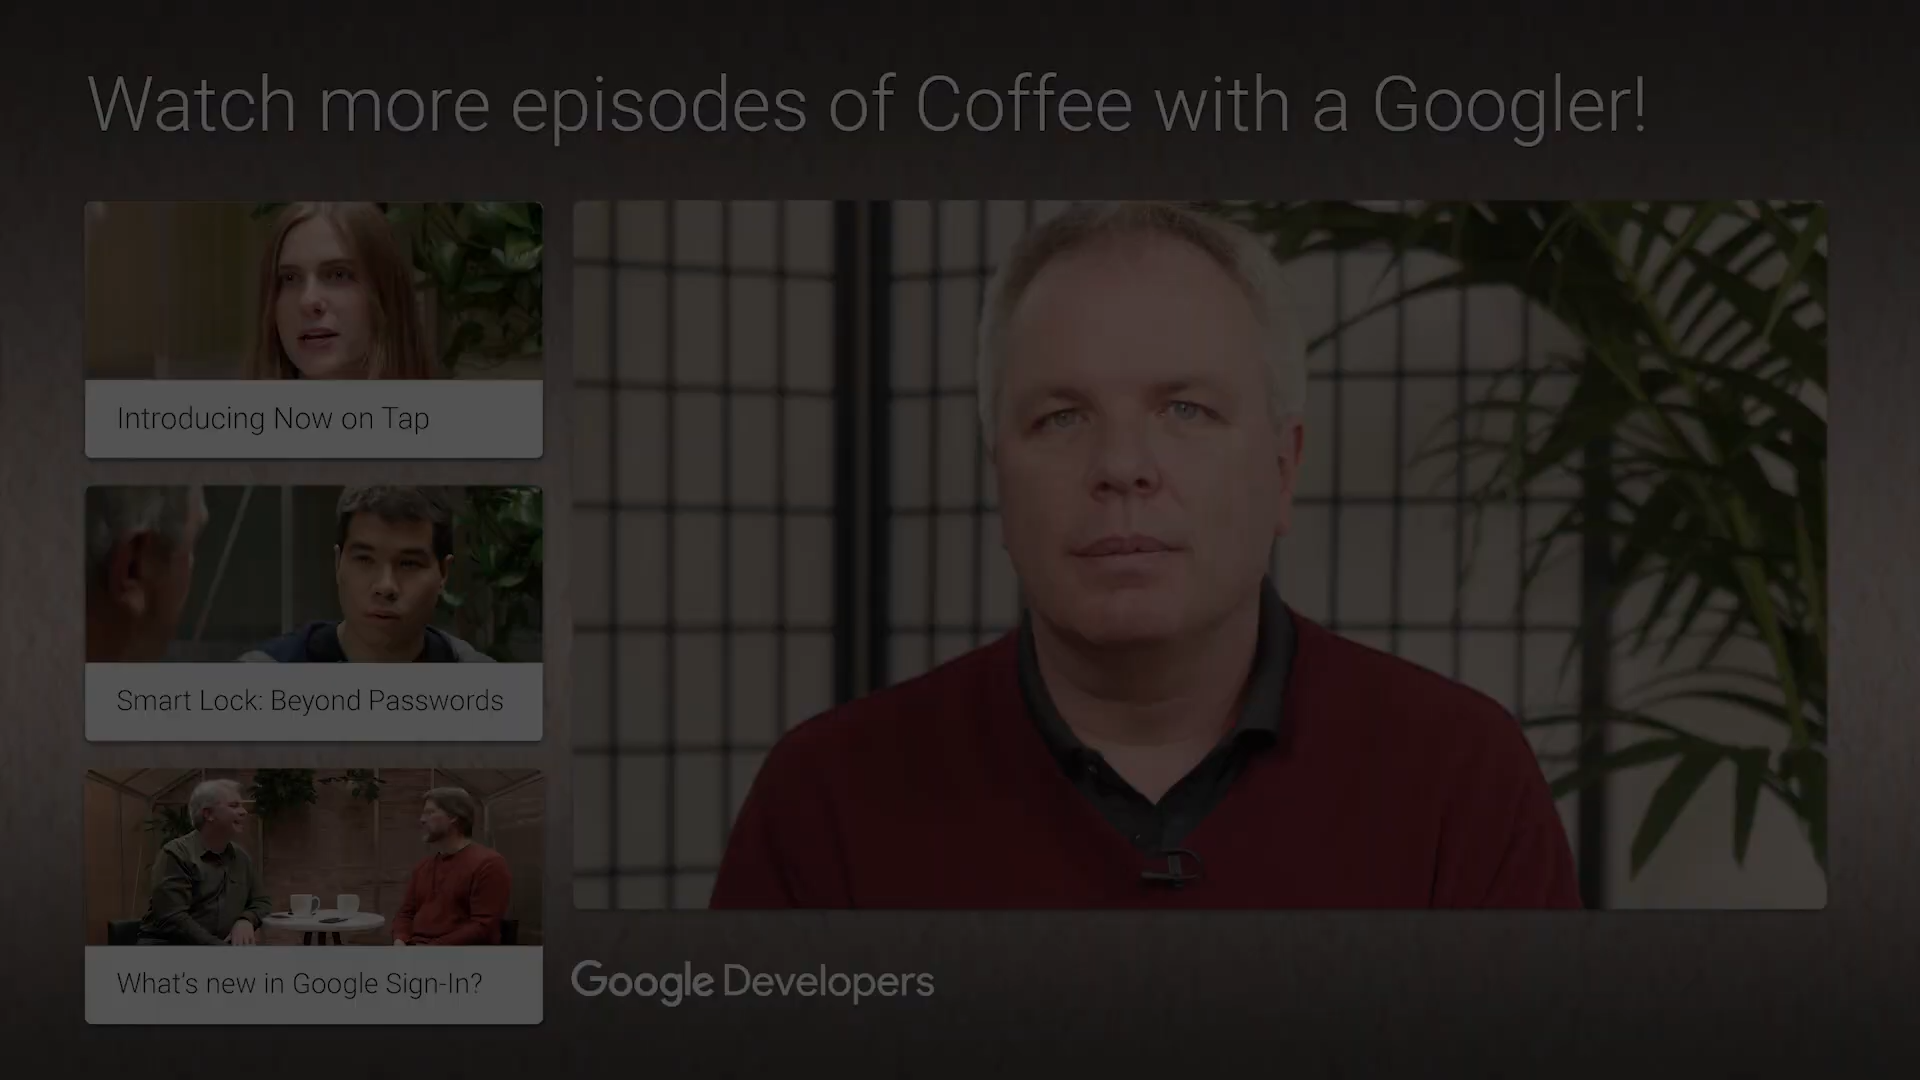 Watch more episodes of Coffee with a Googler!
Introducing Now on Tap
Smart Lock: Beyond Passwords
What's new in Google Sign-In?
Google Developers